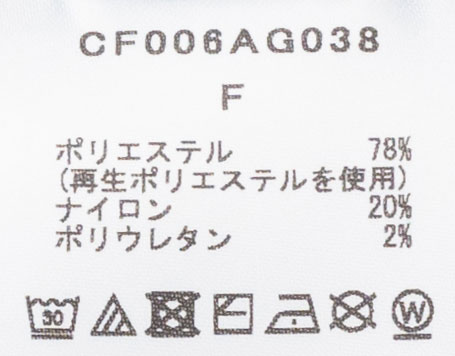 CF006AG038
F
ポリエステル 78%
(再生ポリエステルを使用)
ナイロン 20%
ポリウレタン 2%
30 W